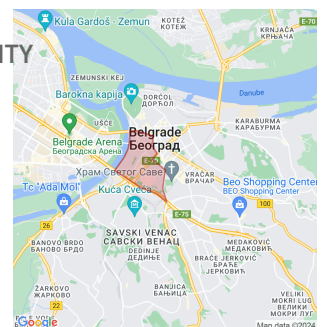 Kula Gardoš - Zemun
КОТЕЖ
КОТЕЖ
E-70
KRNJAČA
КРЊАЧА
ITY
ZEMUNSKI KEJ
Barokna kapija
DORĆOL
ДОРЋОЛ
Danube
UŠĆE
УШЋЕ
KARABURMA
КАРАБУРМА
Belgrade
Београд
Belgrade Arena
Београдска Арена
E-75
Храм Светог Саве
VRAČAR
ВРАЧАР
Tc "Ada Mol"
Kuća Cveća
Beo Shopping Center
BEO Shopping Center
E-75
100
SAVSKI VENAC
САВСКИ ВЕНАЦ
BANOVO BRDO
БАНОВО БРДО
DEDINJE
ДЕДИЊЕ
MEDAKOVIĆ
МЕДАКОВИЋ
BRAĆE JERKOVIĆ
БРАЋЕ
ЈЕРКОВИЋ
ŽARKOVO
ЖАРКОВО
BANJICA
БАЊИЦА
VELIKI
MOKRI LUG
ВЕЛИКИ
МОКРИ ЛУГ
22
Google
Map data ©2024